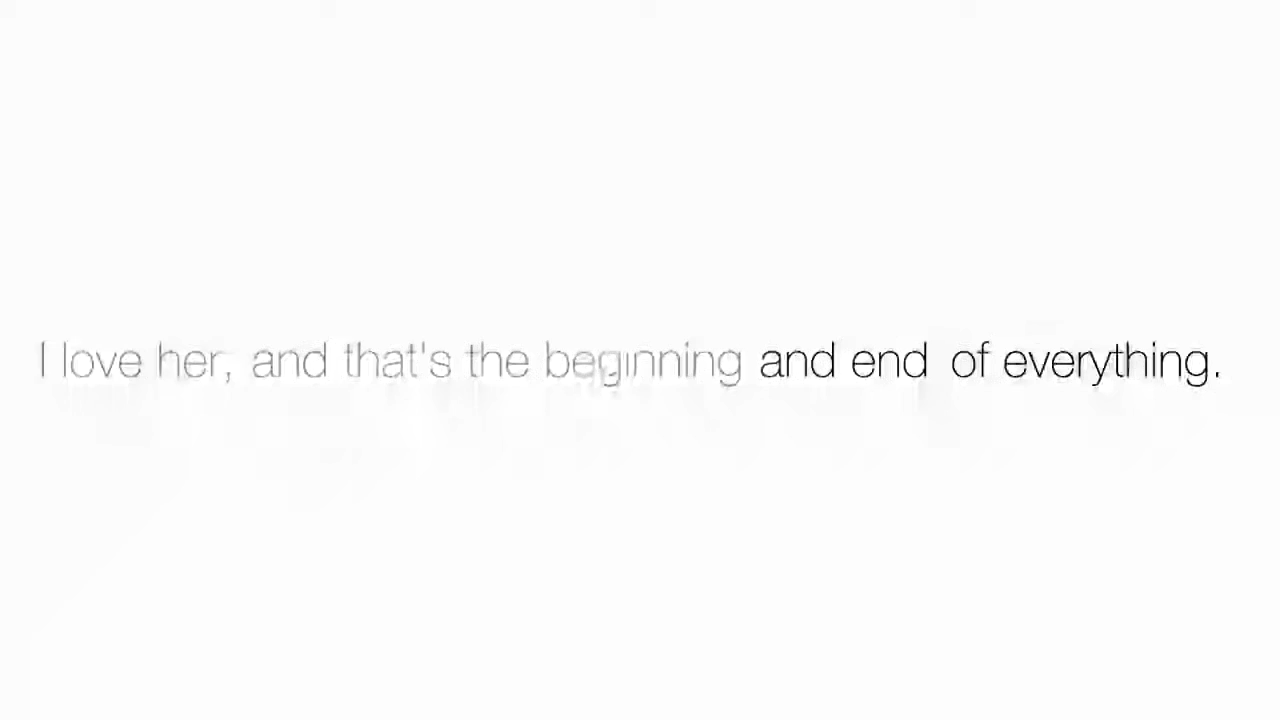 I love her, and that's the beginning and end of everything.